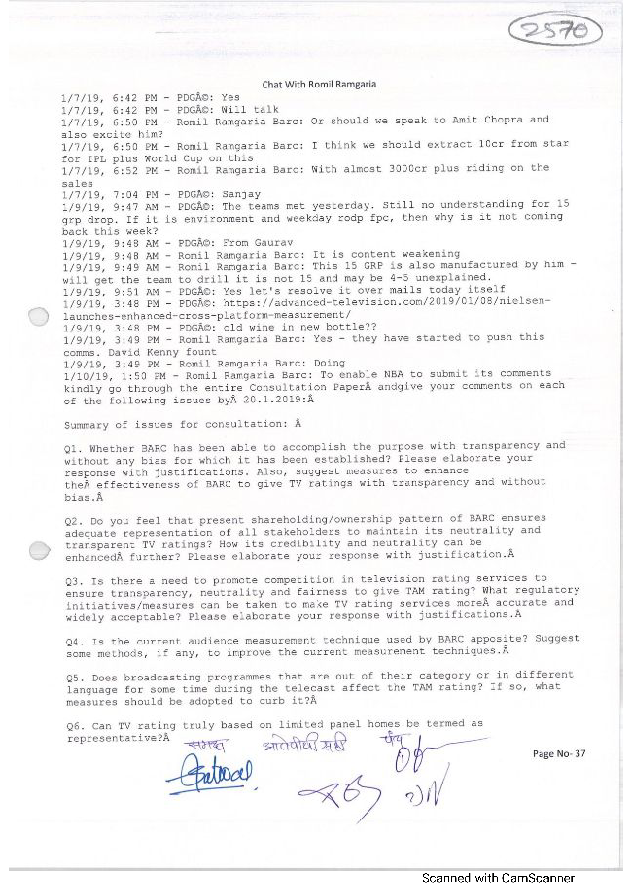 2570
Chat With Romil Ramgaria
1/7/19, 6:42 PM - PDGÂ©: Yes
1/7/19, 6:42 PM - PDGÂ©: Will talk
1/7/19, 6:50 PM - Romil Ramgaria Barc: Or should we speak to Amit Chopra and
also excite him?
1/7/19, 6:50 PM - Romil Ramgaria Barc: I think we should extract 10cr from star
for IPL plus World Cup on this
1/7/19, 6:52 PM - Romil Ramgaria Barc: With almost 3000cr plus riding on the
sales
1/7/19, 7:04 PM - PDGÂ©: Sanjay
1/9/19, 9:47 AM - PDGÂ©: The teams met yesterday. Still no understanding for 15
grp drop. If it is environment and weekday rodp fpc, then why is it not coming
back this week?
1/9/19, 9:48 AM - PDGÂ©: From Gaurav
1/9/19, 9:48 AM - Romil Ramgaria Barc: It is content weakening
1/9/19, 9:49 AM - Romil Ramgaria Barc: This 15 GRP is also manufactured by him -
will get the team to drill it is not 15 and may be 4-5 unexplained.
1/9/19, 9:51 AM - PDGÂ©: Yes let's resolve it over mails today itself
1/9/19, 3:48 PM - PDGÂ©: https://advanced-television.com/2019/01/08/nielsen-
launches-enhanced-cross-platform-measurement/
1/9/19, 3:48 PM - PDGÂ©: old wine in new bottle??
1/9/19, 3:49 PM - Romil Ramgaria Barc: Yes - they have started to push this
comms. David Kenny fount
1/9/19, 3:49 PM - Romil Ramgaria Barc: Doing
1/10/19, 1:50 PM - Romil Ramgaria Barc: To enable NBA to submit its comments
kindly go through the entire Consultation PaperÂ andgive your comments on each
of the following issues byÂ 20.1.2019:Â
Summary of issues for consultation: Â
Q1. Whether BARC has been able to accomplish the purpose with transparency and
without any bias for which it has been established? Please elaborate your
response with justifications. Also, suggest measures to enhance
theÂ effectiveness of BARC to give TV ratings with transparency and without
bias.Â
Q2. Do you feel that present shareholding/ownership pattern of BARC ensures
adequate representation of all stakeholders to maintain its neutrality and
transparent TV ratings? How its credibility and neutrality can be
enhancedÂ further? Please elaborate your response with justification.Â
Q3. Is there a need to promote competition in television rating services to
ensure transparency, neutrality and fairness to give TAM rating? What regulatory
initiatives/measures can be taken to make TV rating services moreÂ accurate and
widely acceptable? Please elaborate your response with justifications.Â
Q4. Is the current audience measurement technique used by BARC apposite? Suggest
some methods, if any, to improve the current measurement techniques.Â
Q5. Does broadcasting programmes that are out of their category or in different
language for some time during the telecast affect the TAM rating? If so, what
measures should be adopted to curb it?Â
Q6. Can TV rating truly based on limited panel homes be termed as
representative?Â
समक्ष
पंच
Page No- 37
Scanned with CamScanner